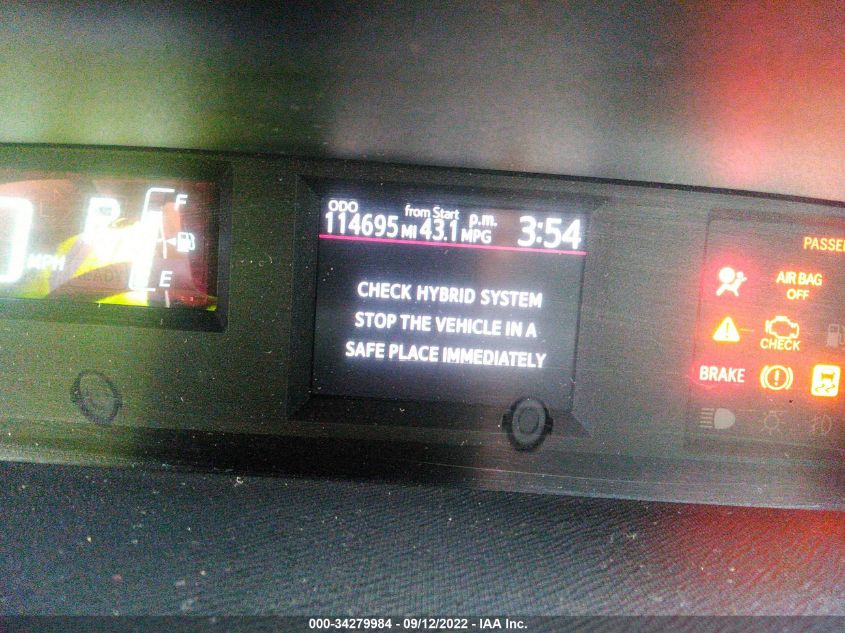 ODO from Start p.m.
114695 MI 43.1 MPG 3:54
CHECK HYBRID SYSTEM
STOP THE VEHICLE IN A
SAFE PLACE IMMEDIATELY
MPH
F
E
AIR BAG
OFF
CHECK
BRAKE
000-34279984 - 09/12/2022 - IAA Inc.